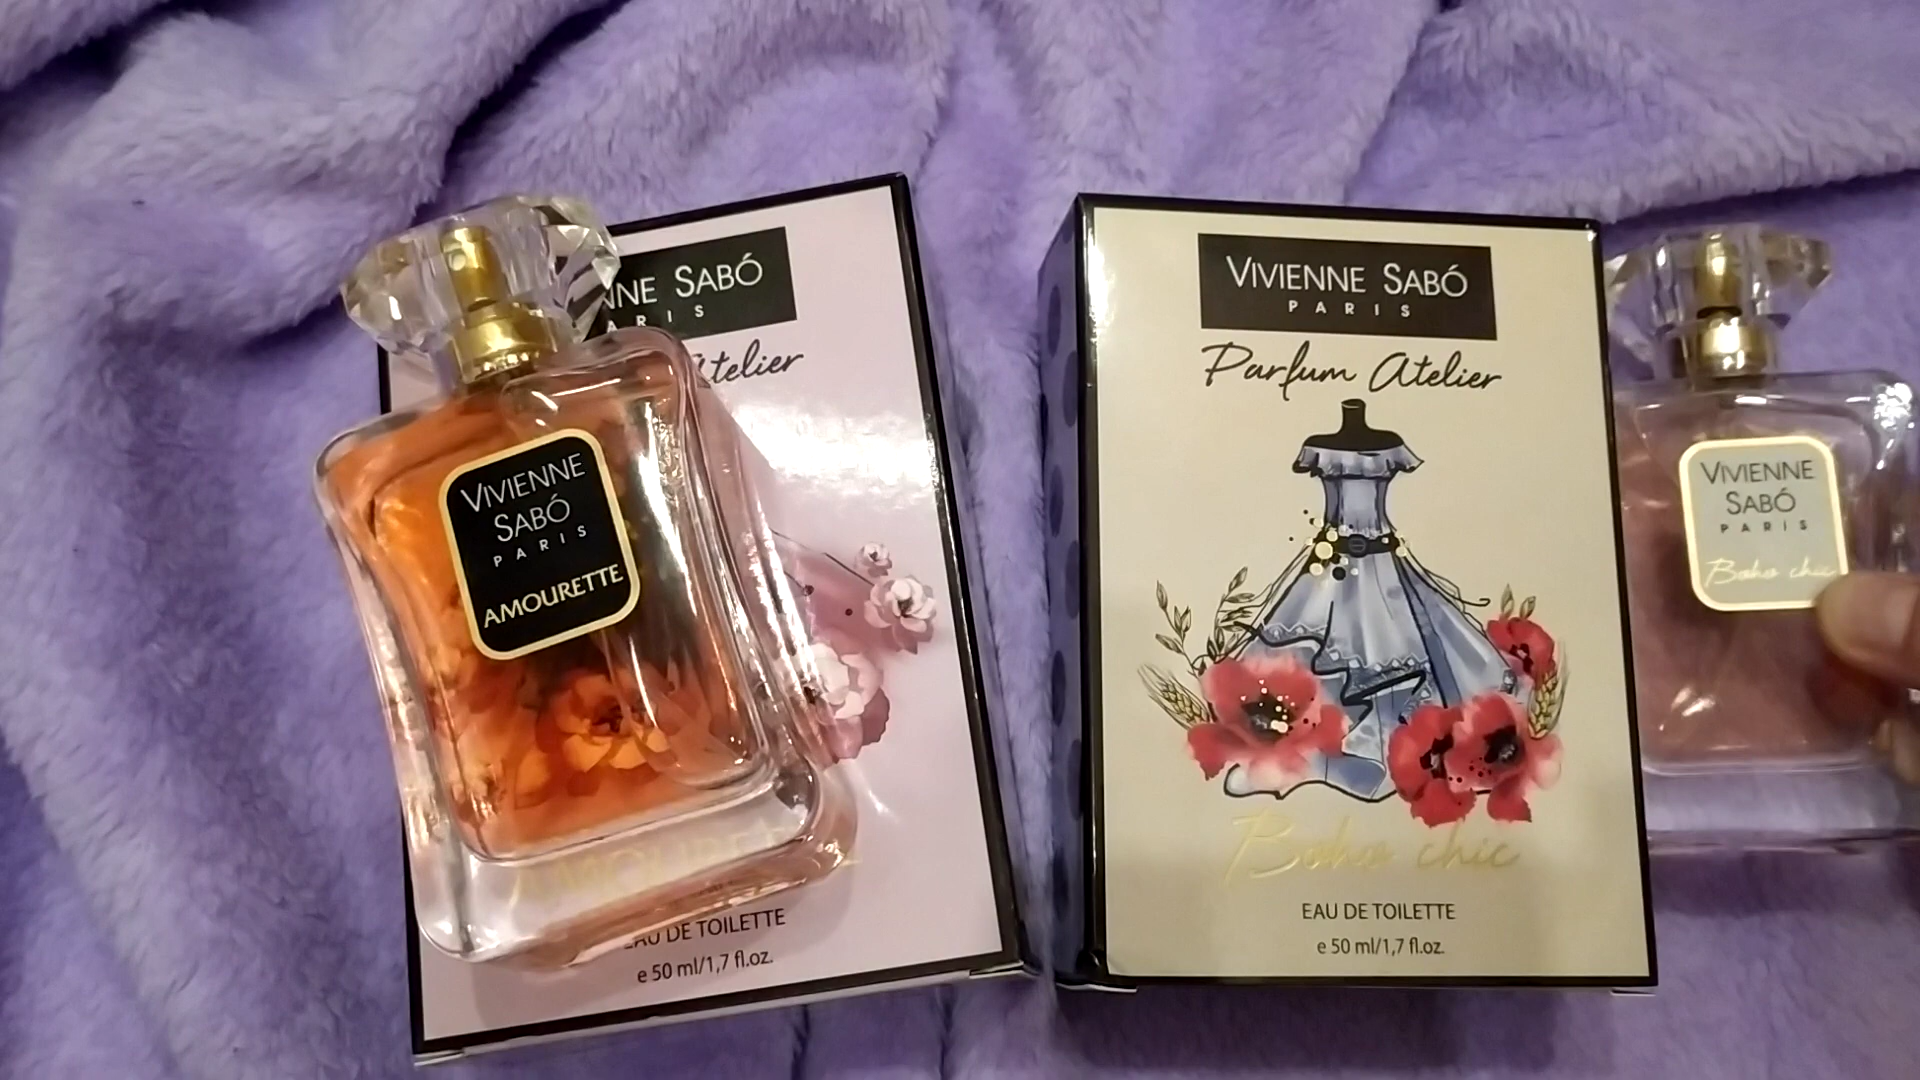 VIVIENNE
SABÓ
PARIS
AMOURETTE
NNE SABÓ
ARIS
Atelier
EAU DE TOILETTE
e 50 ml/1,7 fl.oz.
VIVIENNE SABÓ
PARIS
Parfum Atelier
Boho chic
EAU DE TOILETTE
e 50 ml/1,7 fl.oz.
VIVIENNE
SABÓ
PARIS
Boho chic